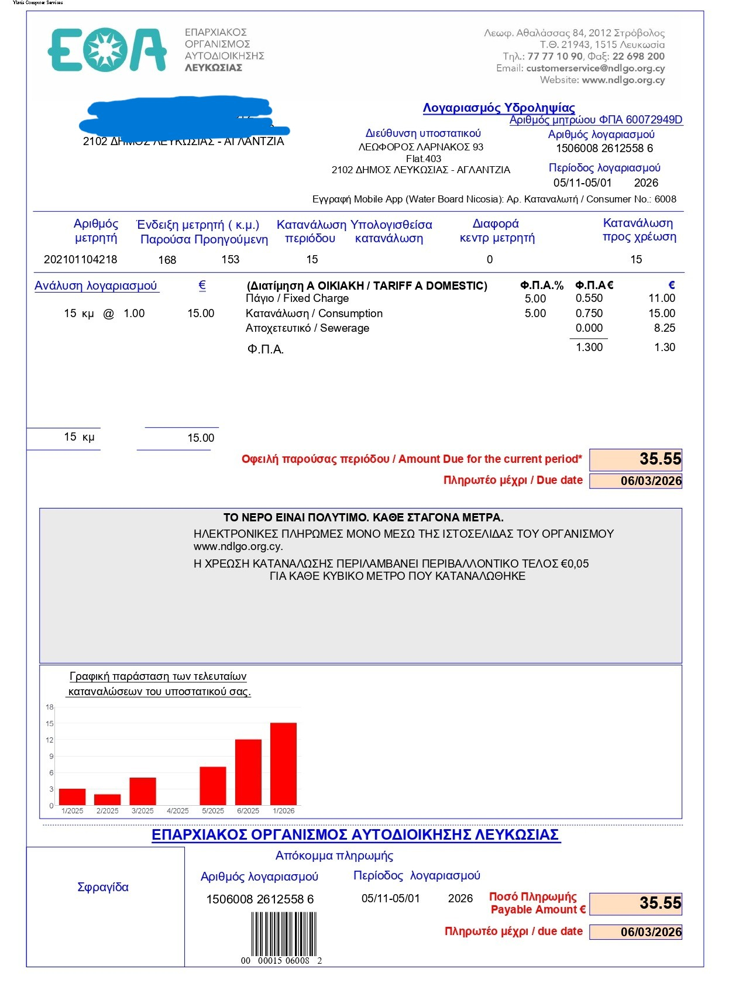 Ylatis Computer Services
ΕΟΑ
ΕΠΑΡΧΙΑΚΟΣ
ΟΡΓΑΝΙΣΜΟΣ
ΑΥΤΟΔΙΟΙΚΗΣΗΣ
ΛΕΥΚΩΣΙΑΣ
Λεωφ. Αθαλάσσας 84, 2012 Στρόβολος
Τ.Θ. 21943, 1515 Λευκωσία
Τηλ.: 77 77 10 90, Φαξ: 22 698 200
Email: customerservice@ndlgo.org.cy
Website: www.ndlgo.org.cy
2102 ΔΗΜΟΣ ΛΕΥΚΩΣΙΑΣ - ΑΓΛΑΝΤΖΙΑ
Λογαριασμός Υδροληψίας
Αριθμός μητρώου ΦΠΑ 60072949D
Διεύθυνση υποστατικού
ΛΕΩΦΟΡΟΣ ΛΑΡΝΑΚΟΣ 93
Flat.403
2102 ΔΗΜΟΣ ΛΕΥΚΩΣΙΑΣ - ΑΓΛΑΝΤΖΙΑ
Αριθμός λογαριασμού
1506008 2612558 6
Περίοδος λογαριασμού
05/11-05/01 2026
Εγγραφή Mobile App (Water Board Nicosia): Αρ. Καταναλωτή / Consumer No.: 6008
Αριθμός Ένδειξη μετρητή ( κ.μ.) Κατανάλωση Υπολογισθείσα Διαφορά Κατανάλωση
μετρητή Παρούσα Προηγούμενη περιόδου κατανάλωση κεντρ μετρητή προς χρέωση
202101104218 168 153 15 0 15
Ανάλυση λογαριασμού €
15 κμ @ 1.00 15.00
(Διατίμηση Α ΟΙΚΙΑΚΗ / TARIFF A DOMESTIC) Φ.Π.Α.% Φ.Π.Α€ €
Πάγιο / Fixed Charge 5.00 0.550 11.00
Κατανάλωση / Consumption 5.00 0.750 15.00
Αποχετευτικό / Sewerage 0.000 8.25
Φ.Π.Α. 1.300 1.30
15 κμ 15.00
Οφειλή παρούσας περιόδου / Amount Due for the current period* 35.55
Πληρωτέο μέχρι / Due date 06/03/2026
ΤΟ ΝΕΡΟ ΕΙΝΑΙ ΠΟΛΥΤΙΜΟ. ΚΑΘΕ ΣΤΑΓΟΝΑ ΜΕΤΡΑ.
ΗΛΕΚΤΡΟΝΙΚΕΣ ΠΛΗΡΩΜΕΣ ΜΟΝΟ ΜΕΣΩ ΤΗΣ ΙΣΤΟΣΕΛΙΔΑΣ ΤΟΥ ΟΡΓΑΝΙΣΜΟΥ
www.ndlgo.org.cy.
Η ΧΡΕΩΣΗ ΚΑΤΑΝΑΛΩΣΗΣ ΠΕΡΙΛΑΜΒΑΝΕΙ ΠΕΡΙΒΑΛΛΟΝΤΙΚΟ ΤΕΛΟΣ €0,05
ΓΙΑ ΚΑΘΕ ΚΥΒΙΚΟ ΜΕΤΡΟ ΠΟΥ ΚΑΤΑΝΑΛΩΘΗΚΕ
Γραφική παράσταση των τελευταίων
καταναλώσεων του υποστατικού σας.
18
15
12
9
6
3
0
1/2025 2/2025 3/2025 4/2025 5/2025 6/2025 1/2026
ΕΠΑΡΧΙΑΚΟΣ ΟΡΓΑΝΙΣΜΟΣ ΑΥΤΟΔΙΟΙΚΗΣΗΣ ΛΕΥΚΩΣΙΑΣ
Σφραγίδα
Απόκομμα πληρωμής
Αριθμός λογαριασμού Περίοδος λογαριασμού
1506008 2612558 6 05/11-05/01 2026
Ποσό Πληρωμής
Payable Amount € 35.55
Πληρωτέο μέχρι / due date 06/03/2026
00 00015 06008 2